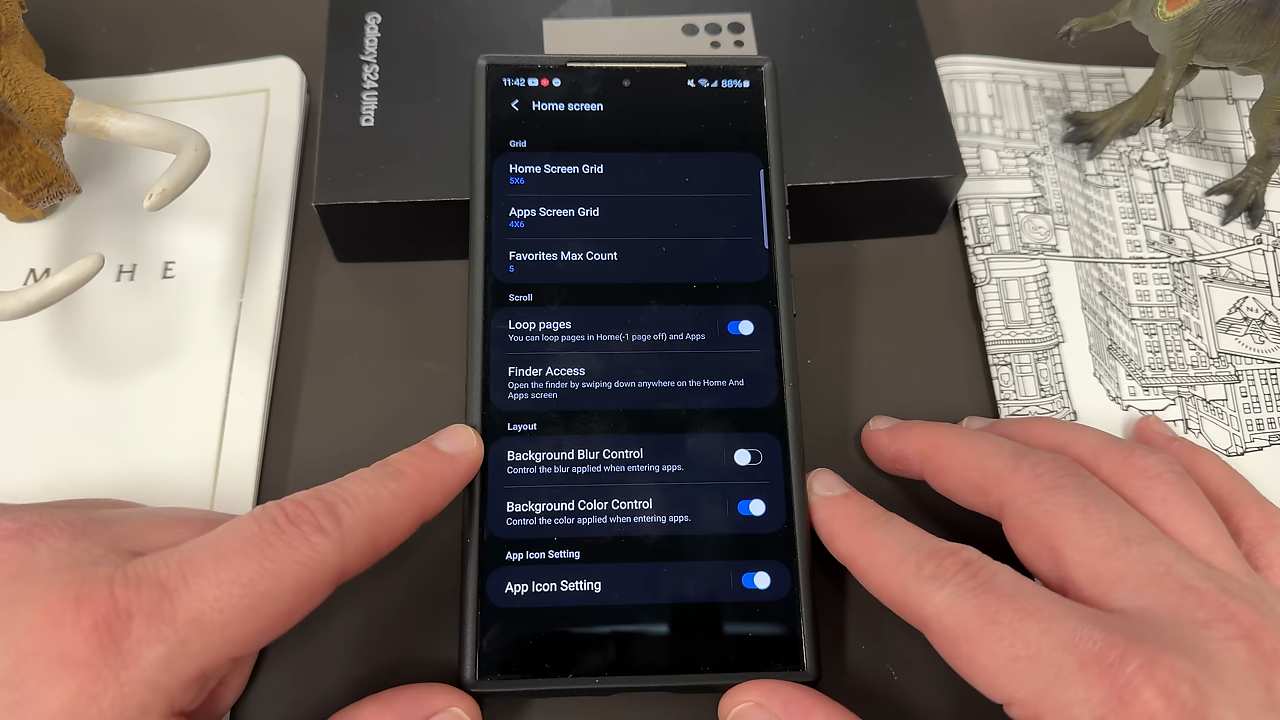 Galaxy S24 Ultra
11:42
88%
Home screen
Grid
Home Screen Grid
5X6
Apps Screen Grid
4X6
Favorites Max Count
5
Scroll
Loop pages
You can loop pages in Home(-1 page off) and Apps
Finder Access
Open the finder by swiping down anywhere on the Home And
Apps screen
Layout
Background Blur Control
Control the blur applied when entering apps.
Background Color Control
Control the color applied when entering apps.
App Icon Setting
App Icon Setting